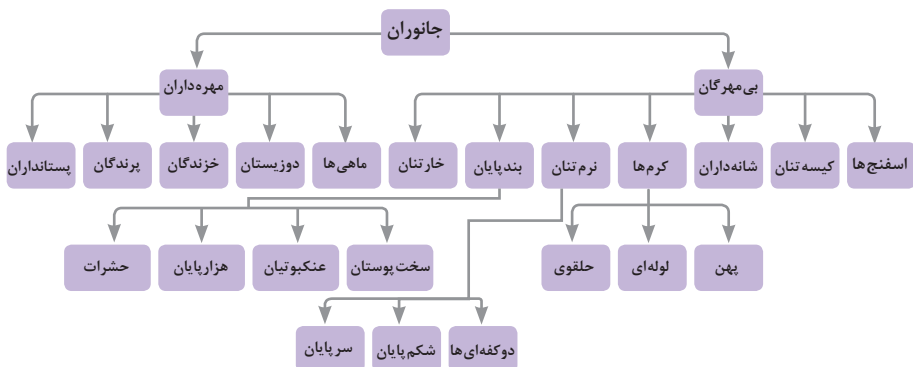 جانوران
بی‌مهرگان
مهره‌داران
اسفنج‌ها
کیسه‌تنان
شانه‌داران
کرم‌ها
نرم‌تنان
بندپایان
خارتنان
ماهی‌ها
دوزیستان
خزندگان
پرندگان
پستانداران
پهن
لوله‌ای
حلقوی
سخت‌پوستان
عنکبوتیان
هزارپایان
حشرات
دوکفه‌ای‌ها
شکم‌پایان
سرپایان